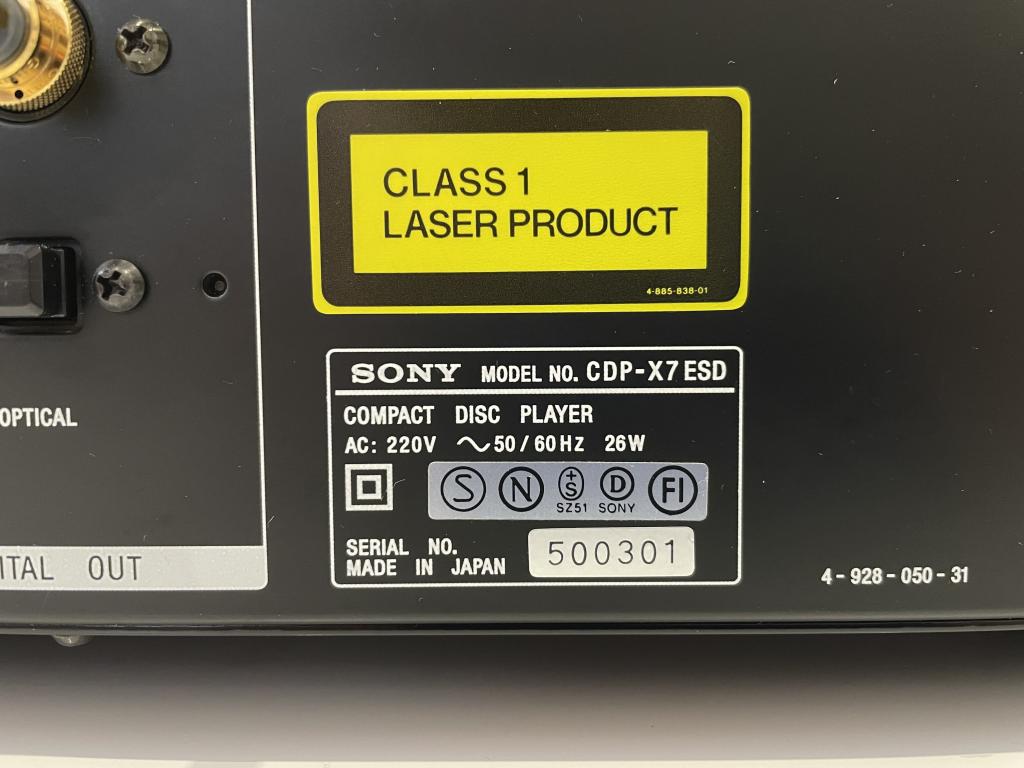 CLASS 1
LASER PRODUCT
4-885-838-01
SONY MODEL NO. CDP-X7ESD
COMPACT DISC PLAYER
AC: 220V ～50/60Hz 26W
S N +S D FI
SZ51 SONY
SERIAL NO. 500301
MADE IN JAPAN
4-928-050-31
OPTICAL
ITAL OUT